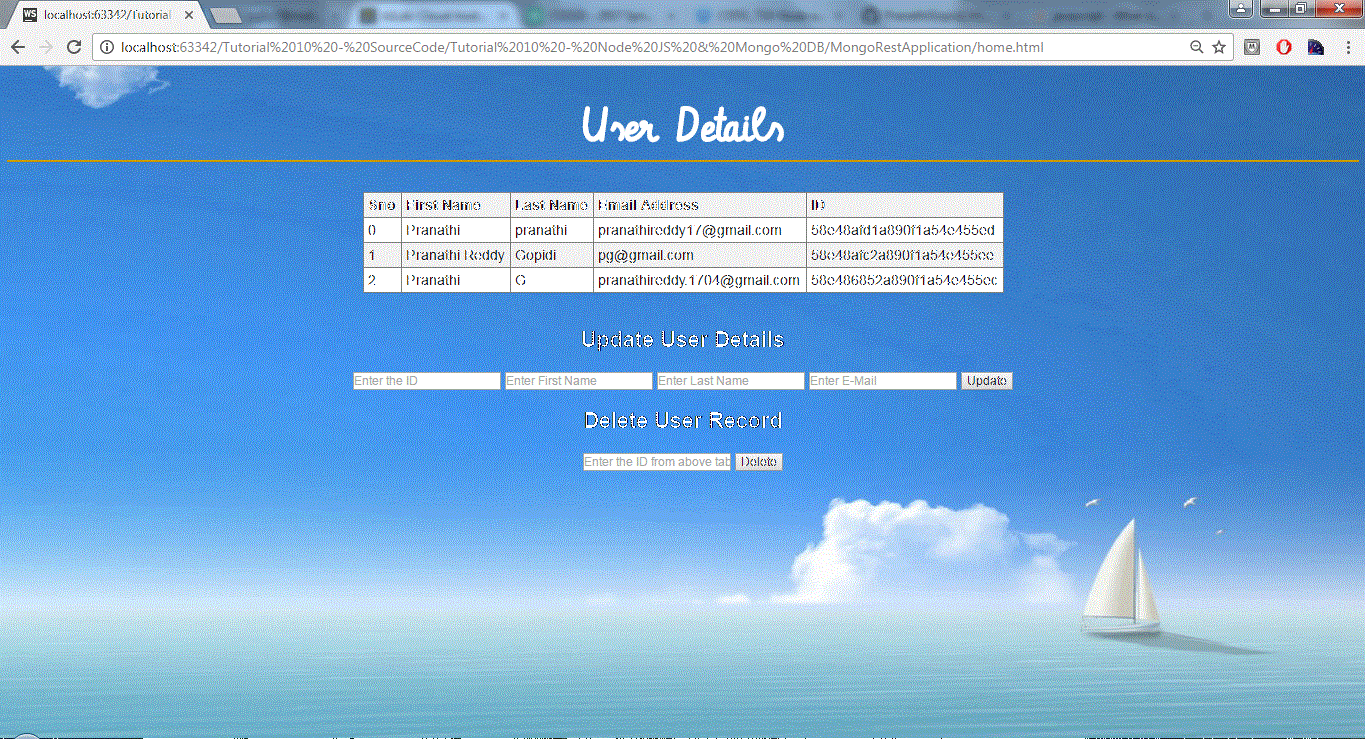 localhost:63342/Tutorial
localhost:63342/Tutorial%2010%20-%20SourceCode/Tutorial%2010%20-%20Node%20JS%20&%20Mongo%20DB/MongoRestApplication/home.html
User Details
Sno First Name Last Name Email Address ID
0 Pranathi pranathi pranathireddy17@gmail.com 58e48afd1a890f1a54e455ed
1 Pranathi Reddy Gopidi pg@gmail.com 58e48afc2a890f1a54e455ee
2 Pranathi G pranathireddy.1704@gmail.com 58e486852a890f1a54e455ec
Update User Details
Enter the ID Enter First Name Enter Last Name Enter E-Mail Update
Delete User Record
Enter the ID from above tab Delete